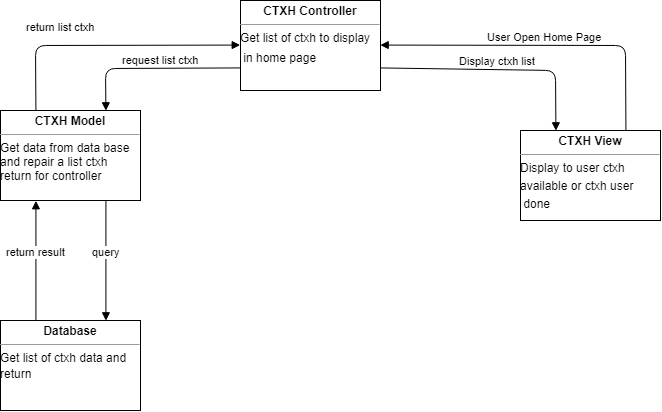 CTXH Controller
Get list of ctxh to display
in home page
return list ctxh
request list ctxh
User Open Home Page
Display ctxh list
CTXH Model
Get data from data base
and repair a list ctxh
return for controller
CTXH View
Display to user ctxh
available or ctxh user
done
return result
query
Database
Get list of ctxh data and
return